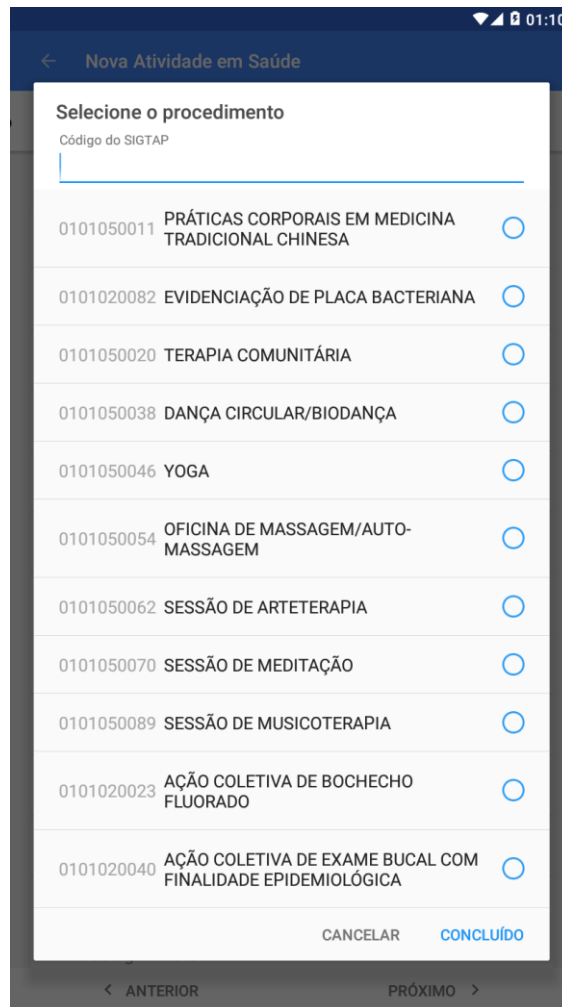 01:10
Nova Atividade em Saúde
Selecione o procedimento
Código do SIGTAP
0101050011 PRÁTICAS CORPORAIS EM MEDICINA
TRADICIONAL CHINESA
0101020082 EVIDENCIAÇÃO DE PLACA BACTERIANA
0101050020 TERAPIA COMUNITÁRIA
0101050038 DANÇA CIRCULAR/BIODANÇA
0101050046 YOGA
0101050054 OFICINA DE MASSAGEM/AUTO-
MASSAGEM
0101050062 SESSÃO DE ARTETERAPIA
0101050070 SESSÃO DE MEDITAÇÃO
0101050089 SESSÃO DE MUSICOTERAPIA
0101020023 AÇÃO COLETIVA DE BOCHECHO
FLUORADO
0101020040 AÇÃO COLETIVA DE EXAME BUCAL COM
FINALIDADE EPIDEMIOLÓGICA
CANCELAR CONCLUÍDO
ANTERIOR PRÓXIMO